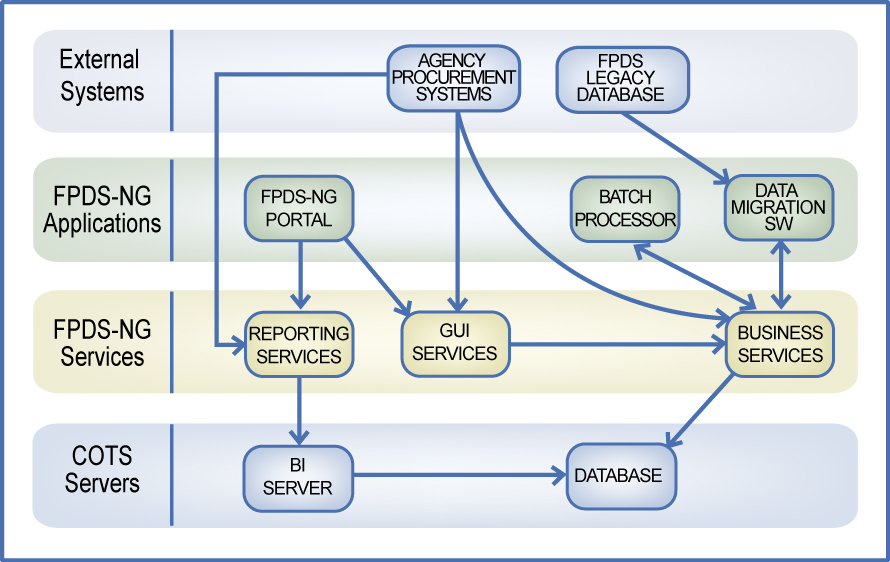 External
Systems
AGENCY
PROCUREMENT
SYSTEMS
FPDS
LEGACY
DATABASE
FPDS-NG
Applications
FPDS-NG
PORTAL
BATCH
PROCESSOR
DATA
MIGRATION
SW
FPDS-NG
Services
REPORTING
SERVICES
GUI
SERVICES
BUSINESS
SERVICES
COTS
Servers
BI
SERVER
DATABASE